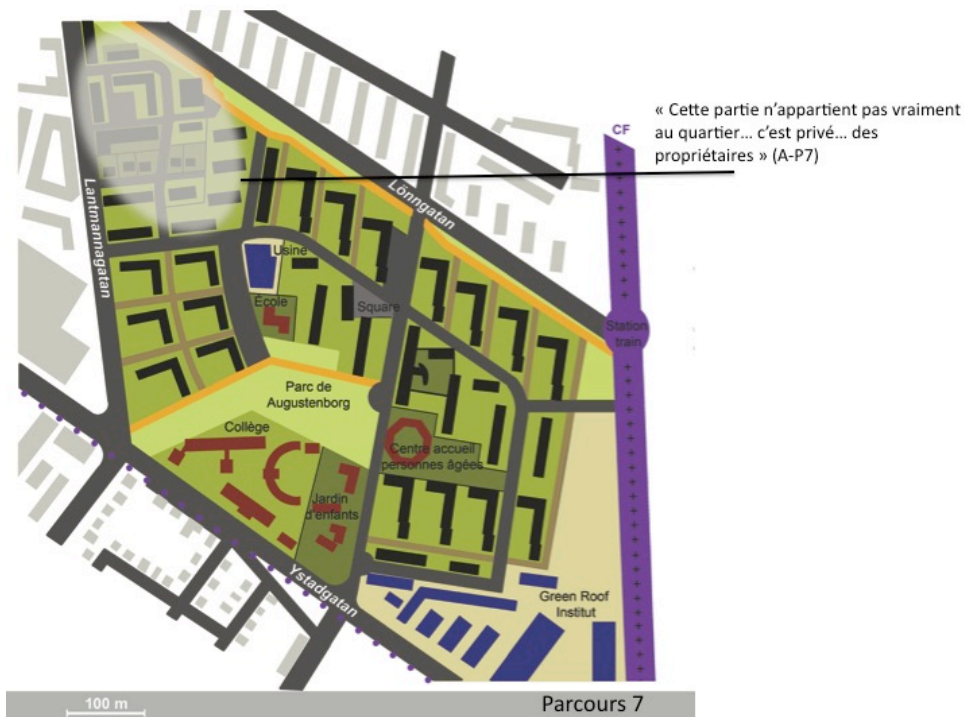 « Cette partie n’appartient pas vraiment
au quartier... c’est privé... des
propriétaires » (A-P7)
CF
Lönngatan
Lantmannagatan
Usine
École
Square
Station
train
Parc de
Augustenborg
Collège
Centre accueil
personnes âgées
Jardin
d'enfants
Ystadgatan
Green Roof
Institut
100 m
Parcours 7